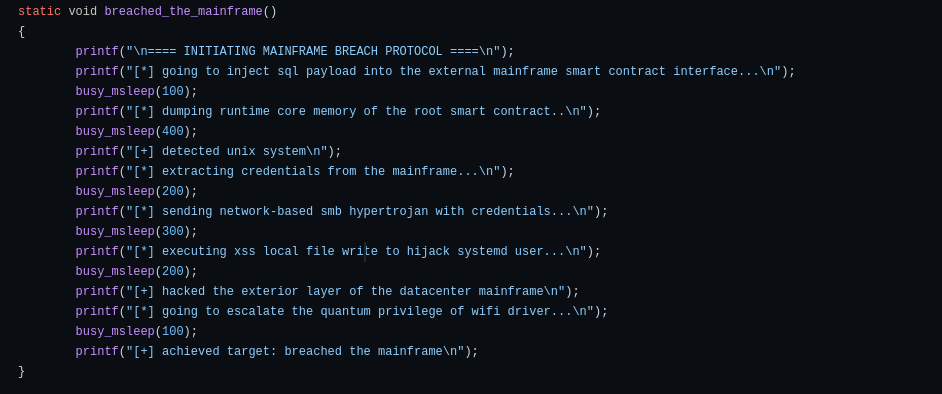 static void breached_the_mainframe()
{
        printf("\n==== INITIATING MAINFRAME BREACH PROTOCOL ====\n");
        printf("[*] going to inject sql payload into the external mainframe smart contract interface...\n");
        busy_msleep(100);
        printf("[*] dumping runtime core memory of the root smart contract..\n");
        busy_msleep(400);
        printf("[+] detected unix system\n");
        printf("[*] extracting credentials from the mainframe...\n");
        busy_msleep(200);
        printf("[*] sending network-based smb hypertrojan with credentials...\n");
        busy_msleep(300);
        printf("[*] executing xss local file write to hijack systemd user...\n");
        busy_msleep(200);
        printf("[+] hacked the exterior layer of the datacenter mainframe\n");
        printf("[*] going to escalate the quantum privilege of wifi driver...\n");
        busy_msleep(100);
        printf("[+] achieved target: breached the mainframe\n");
}